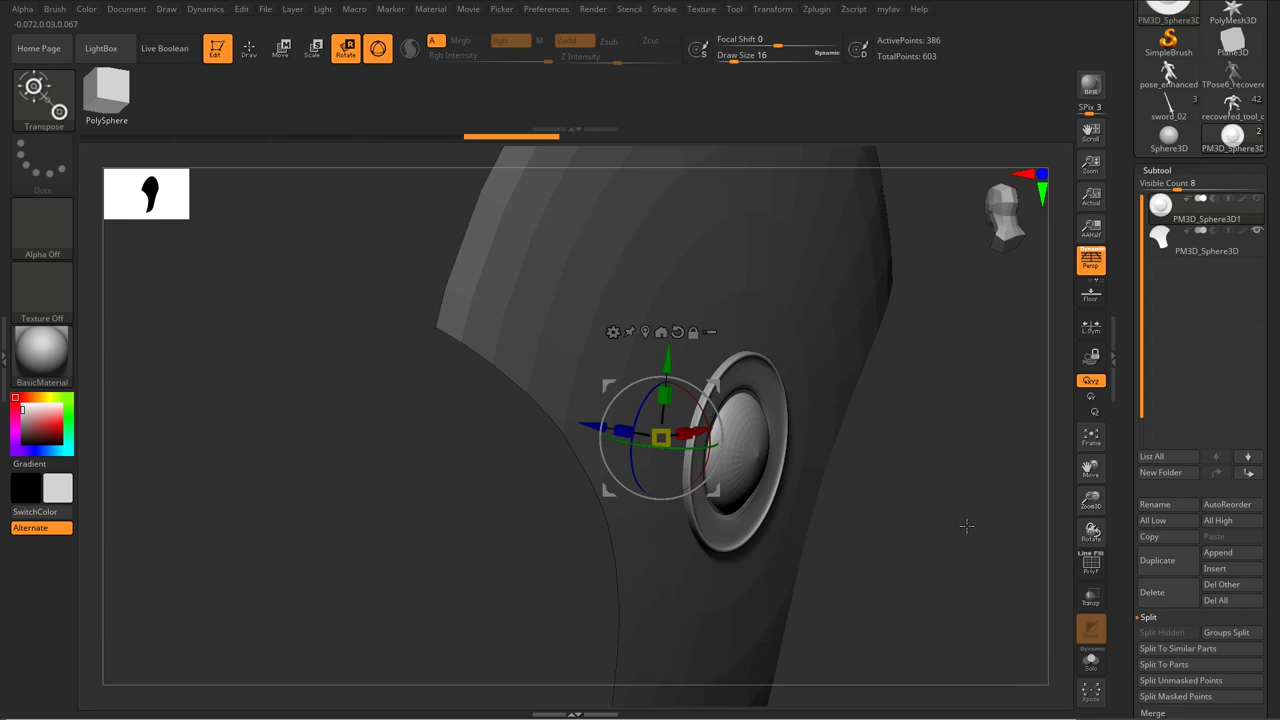 Alpha Brush Color Document Draw Dynamics Edit File Layer Light Macro Marker Material Movie Picker Preferences Render Stencil Stroke Texture Tool Transform Zplugin Zscript myfav Help
-0.072,0.03,0.067
Home Page LightBox Live Boolean Edit Draw Move Scale Rotate
A Mrgb Rgb M Zadd Zsub Zcut
Rgb Intensity Z Intensity
Focal Shift 0
Draw Size 16 Dynamic
ActivePoints: 386
TotalPoints: 603
Transpose
PolySphere
Dots
Alpha Off
Texture Off
BasicMaterial
Gradient
SwitchColor
Alternate
BPR
SPix 3
Scroll
Zoom
Actual
AAHalf
Dynamic
Persp
Floor
L.Sym
XYZ
Frame
Move
Zoom3D
Rotate
Line Fill
PolyF
Transp
Ghost
Dynamic
Solo
Xpose
PM3D_Sphere3D PolyMesh3D
SimpleBrush Plane3D
pose_enhanced TPose6_recovere
3 42
sword_02 recovered_tool_c
2
Sphere3D PM3D_Sphere3D
Subtool
Visible Count 8
PM3D_Sphere3D1
PM3D_Sphere3D
List All
New Folder
Rename AutoReorder
All Low All High
Copy Paste
Duplicate Append
Insert
Delete Del Other
Del All
Split
Split Hidden Groups Split
Split To Similar Parts
Split To Parts
Split Unmasked Points
Split Masked Points
Merge